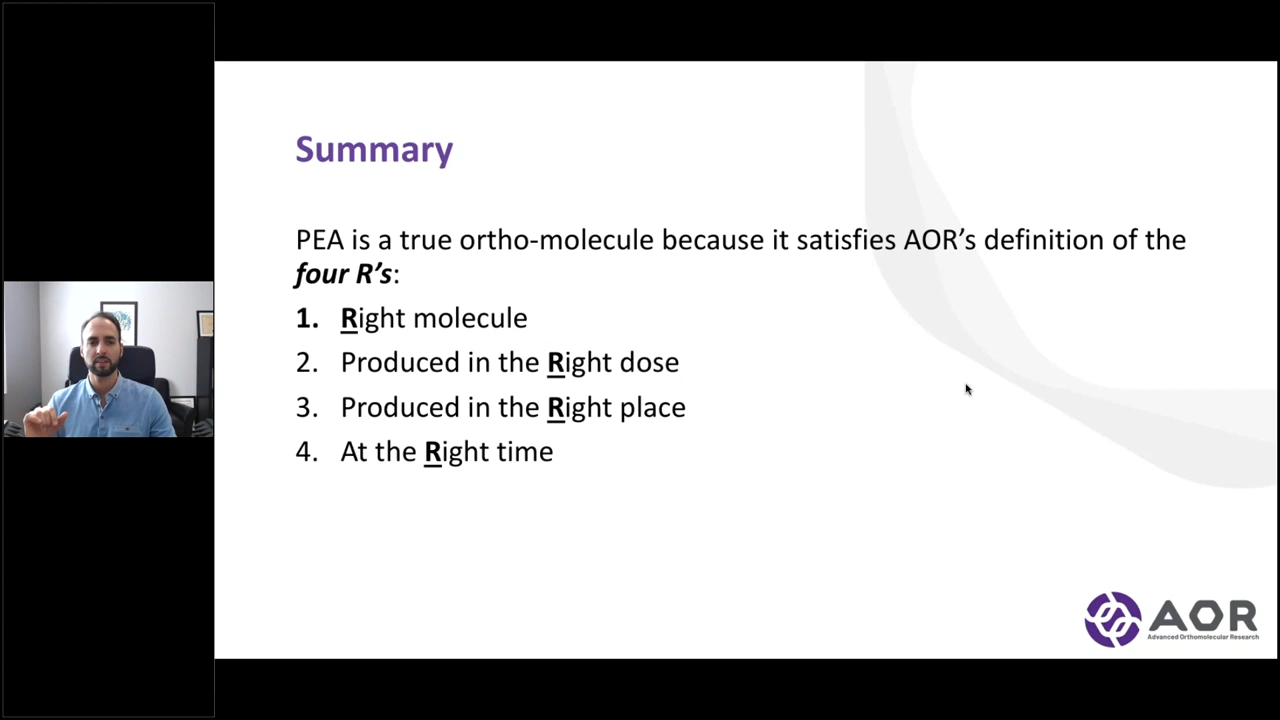 Summary
PEA is a true ortho-molecule because it satisfies AOR’s definition of the
four R’s:
1. Right molecule
2. Produced in the Right dose
3. Produced in the Right place
4. At the Right time
AOR
Advanced Orthomolecular Research